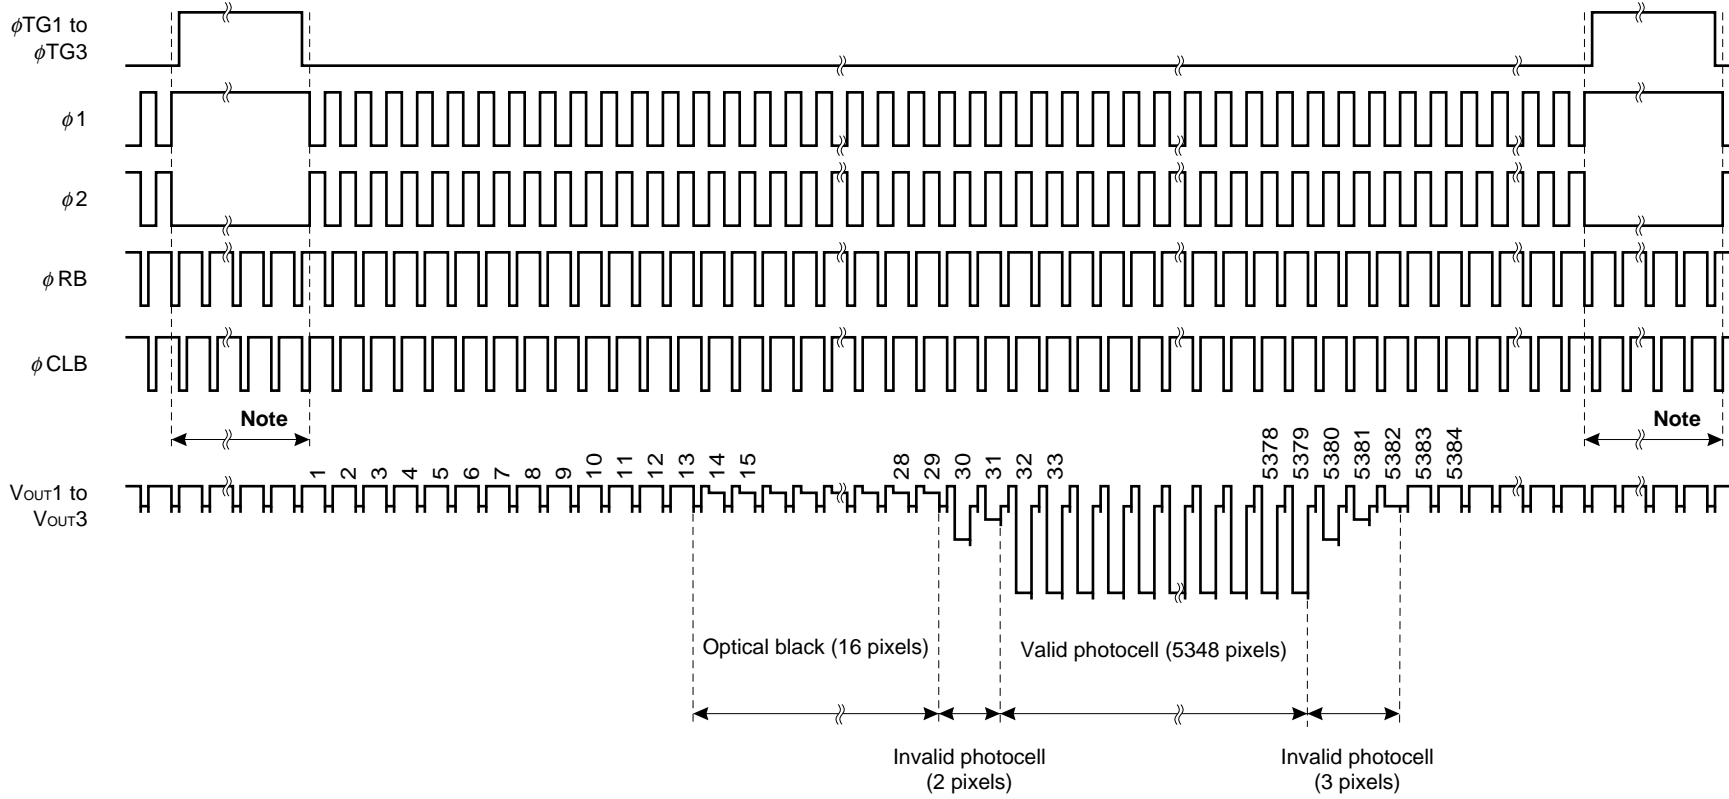 φTG1 to
φTG3
φ1
φ2
φRB
φCLB
Note
Note
VOUT1 to
VOUT3
1 2 3 4 5 6 7 8 9 10 11 12 13 14 15 28 29 30 31 32 33 5378 5379 5380 5381 5382 5383 5384
Optical black (16 pixels)
Valid photocell (5348 pixels)
Invalid photocell
(2 pixels)
Invalid photocell
(3 pixels)